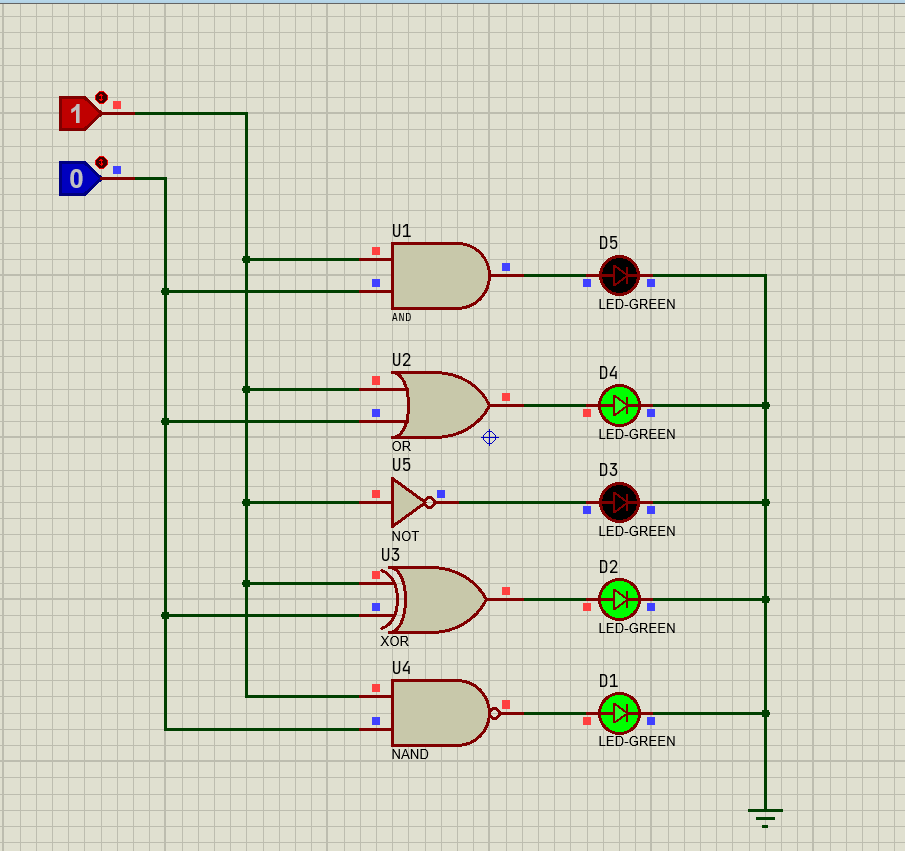 1
0
U1
AND
D5
LED-GREEN
U2
OR
D4
LED-GREEN
U5
NOT
D3
LED-GREEN
U3
XOR
D2
LED-GREEN
U4
NAND
D1
LED-GREEN